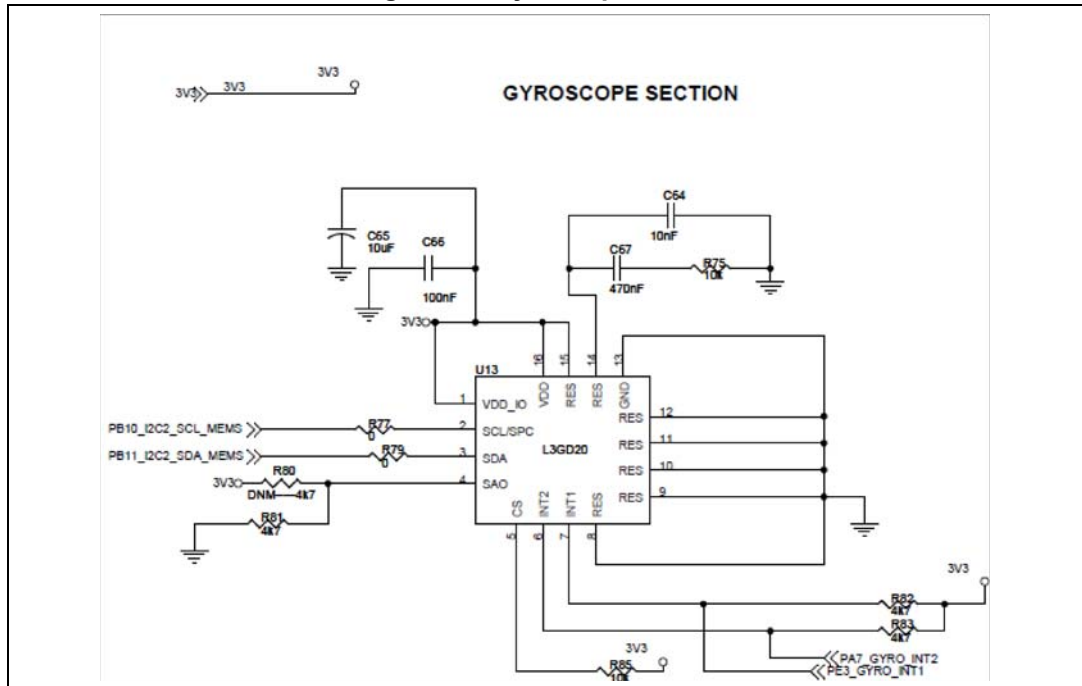 3V3
3V3
3V3
GYROSCOPE SECTION
C64
10nF
C65
10uF
C66
100nF
C67
470nF
R75
10k
3V3
U13
16
15
14
13
VDD
RES
RES
GND
1
VDD_IO
RES
12
PB10_I2C2_SCL_MEMS
R77
0
2
SCL/SPC
RES
11
PB11_I2C2_SDA_MEMS
R79
0
3
SDA
L3GD20
RES
10
3V3
R80
DNM----4k7
4
SAO
RES
9
R81
4k7
CS
INT2
INT1
RES
5
6
7
8
3V3
R82
4k7
R83
4k7
3V3
R85
10k
PA7_GYRO_INT2
PE3_GYRO_INT1